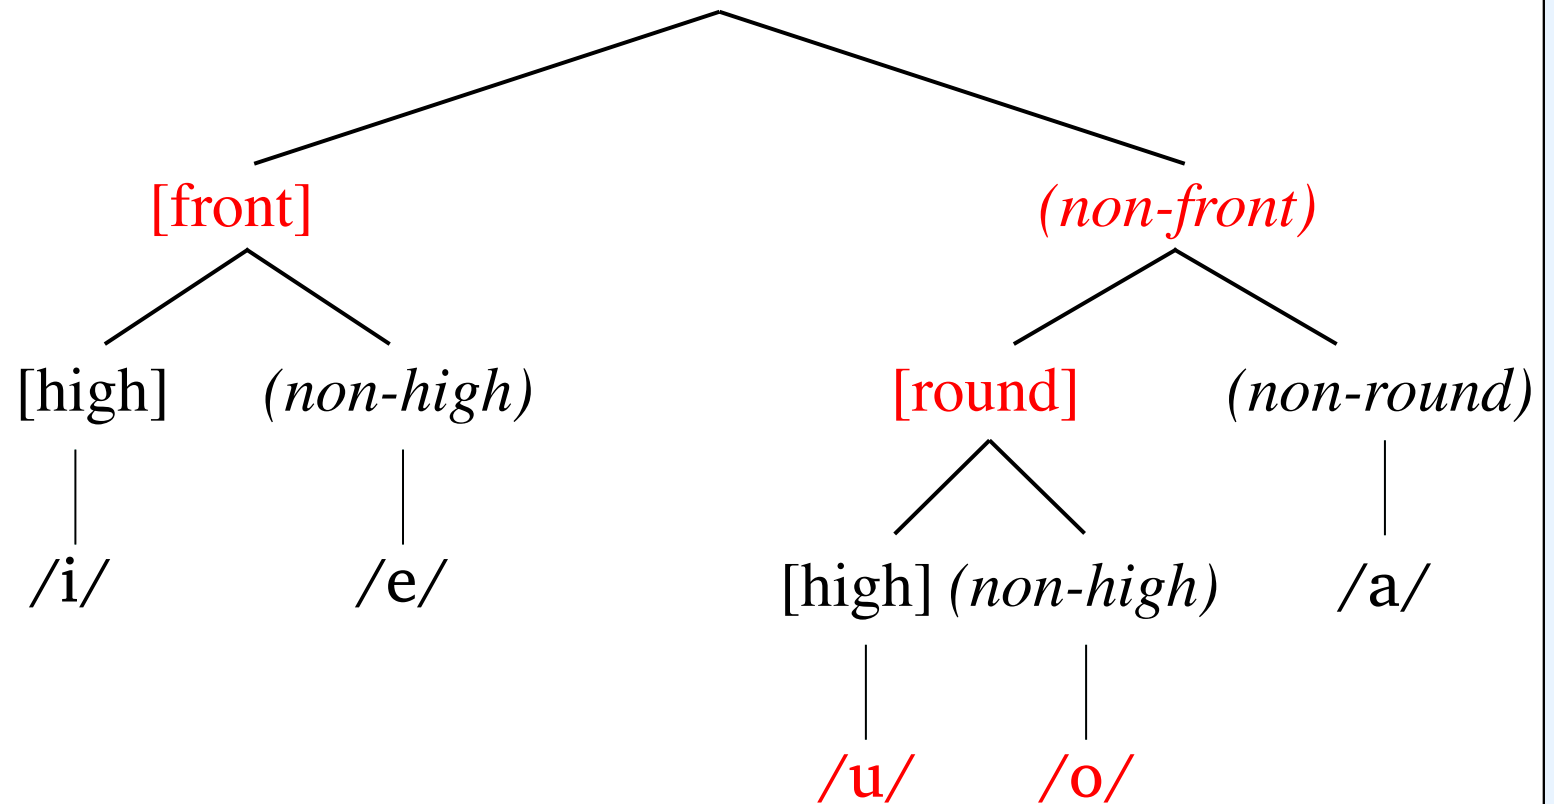 [front] (non-front)
[high] (non-high) [round] (non-round)
/i/ /e/ [high] (non-high) /a/
/u/ /o/